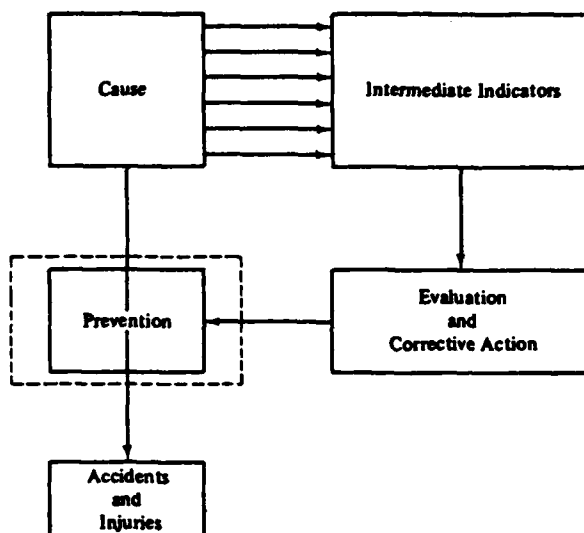 Cause
Intermediate Indicators
Prevention
Evaluation
and
Corrective Action
Accidents
and
Injuries